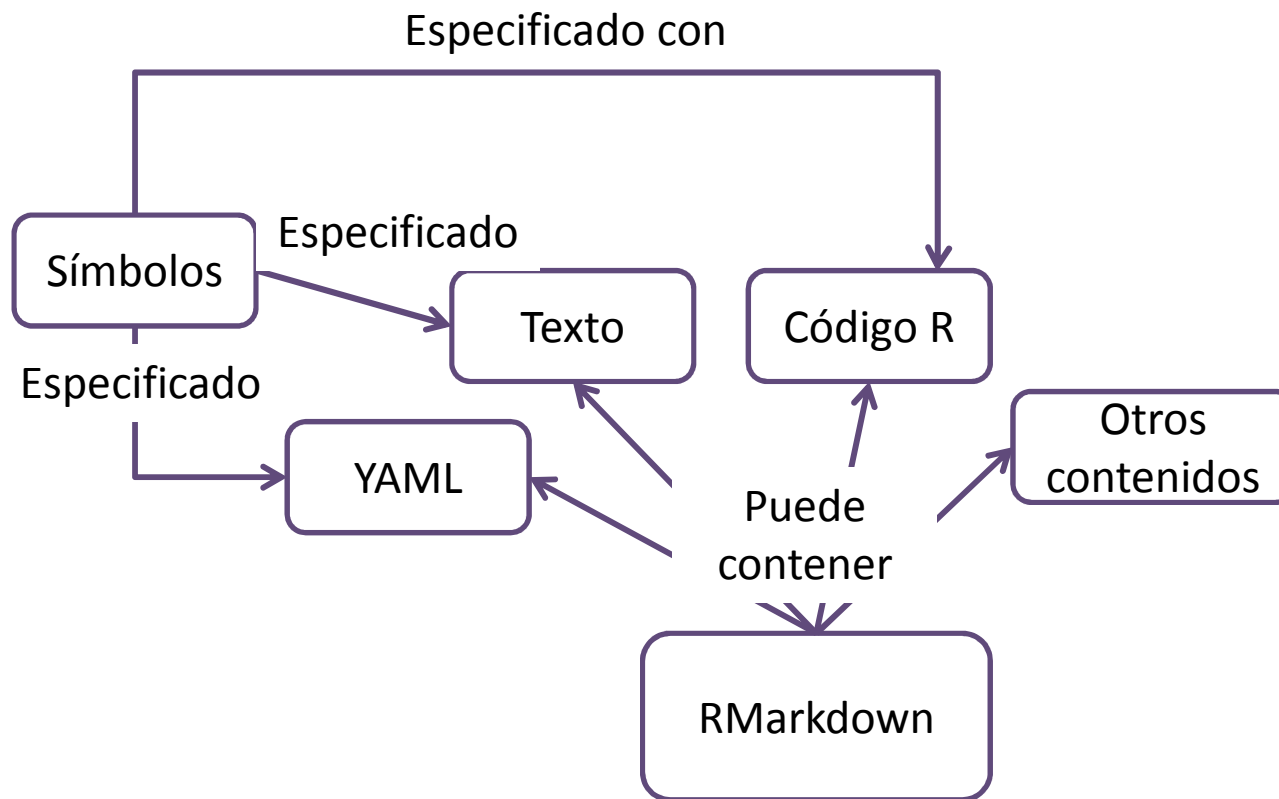 Especificado con
Símbolos
Especificado
Texto
Código R
Especificado
YAML
Otros
contenidos
Puede
contener
RMarkdown